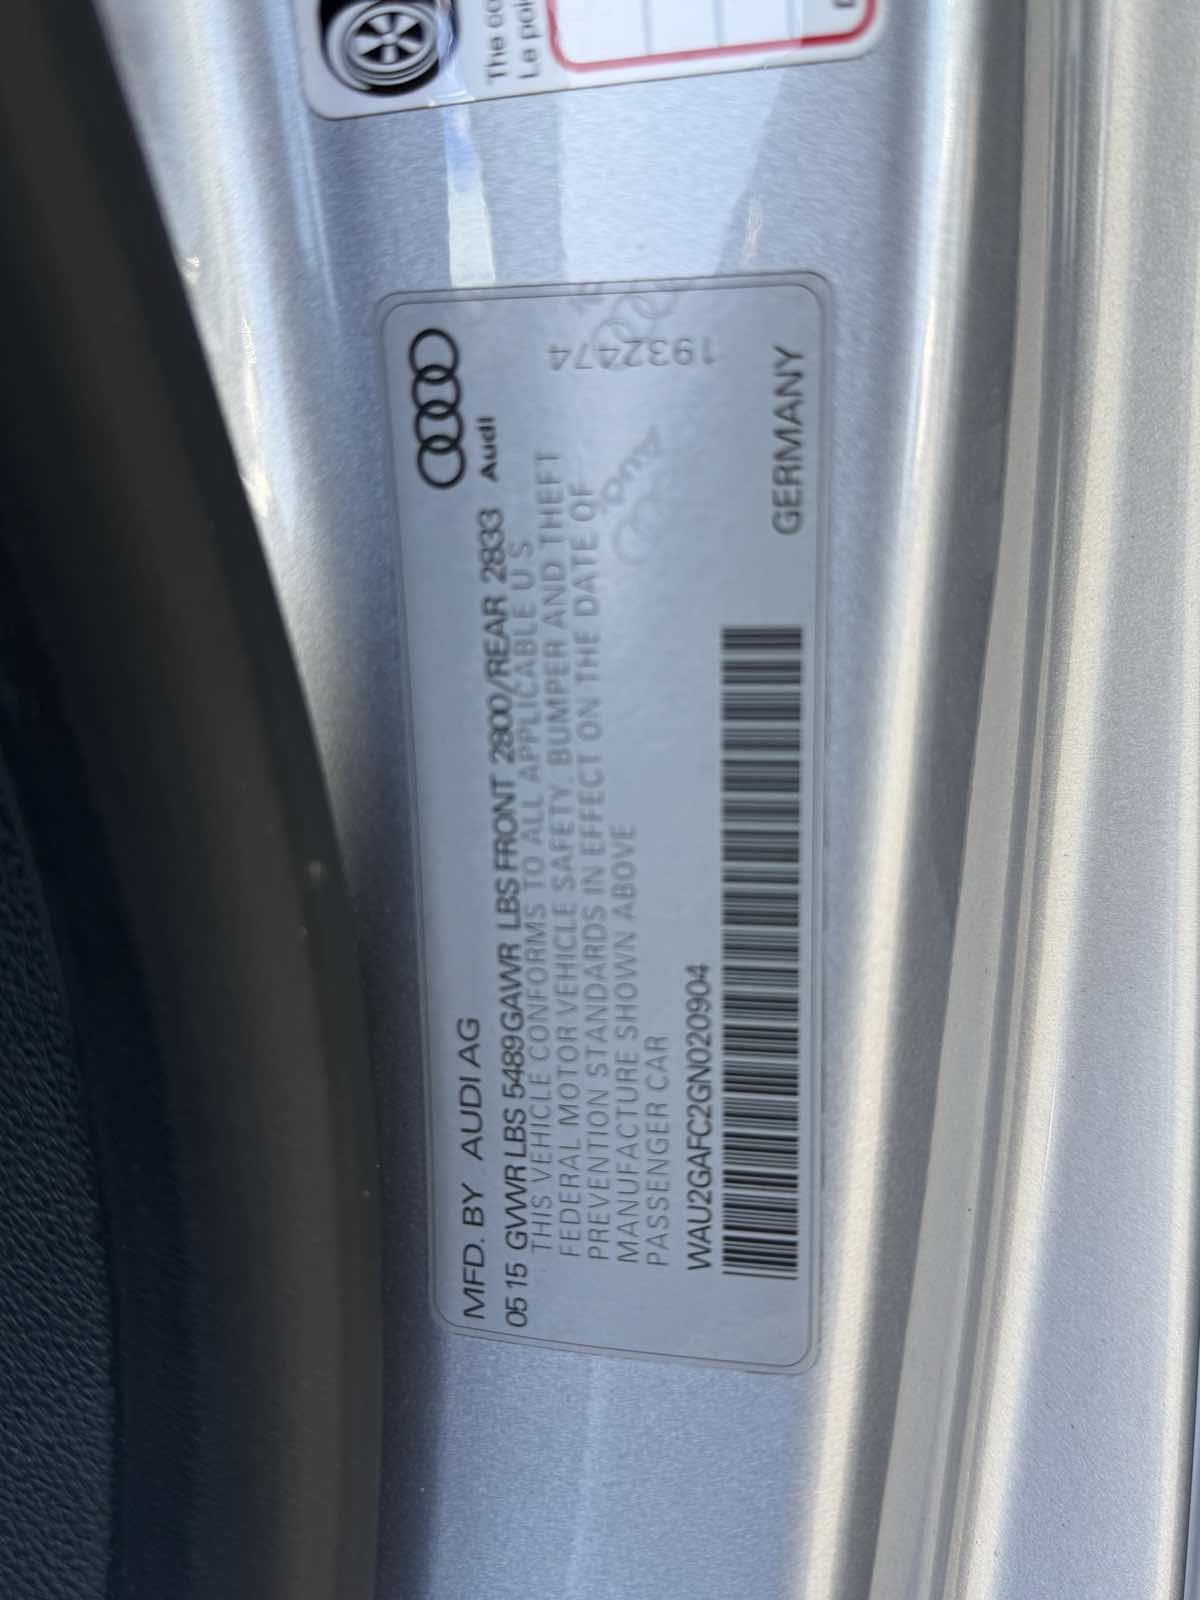 The
MFD. BY AUDI AG
Audi
05 15 GVWR LBS 5489 GAWR LBS FRONT 2800/REAR 2833
THIS VEHICLE CONFORMS TO ALL APPLICABLE U S
FEDERAL MOTOR VEHICLE SAFETY, BUMPER AND THEFT
PREVENTION STANDARDS IN EFFECT ON THE DATE OF
MANUFACTURE SHOWN ABOVE
PASSENGER CAR
WAU2GAFC2GN020904
GERMANY
1932474